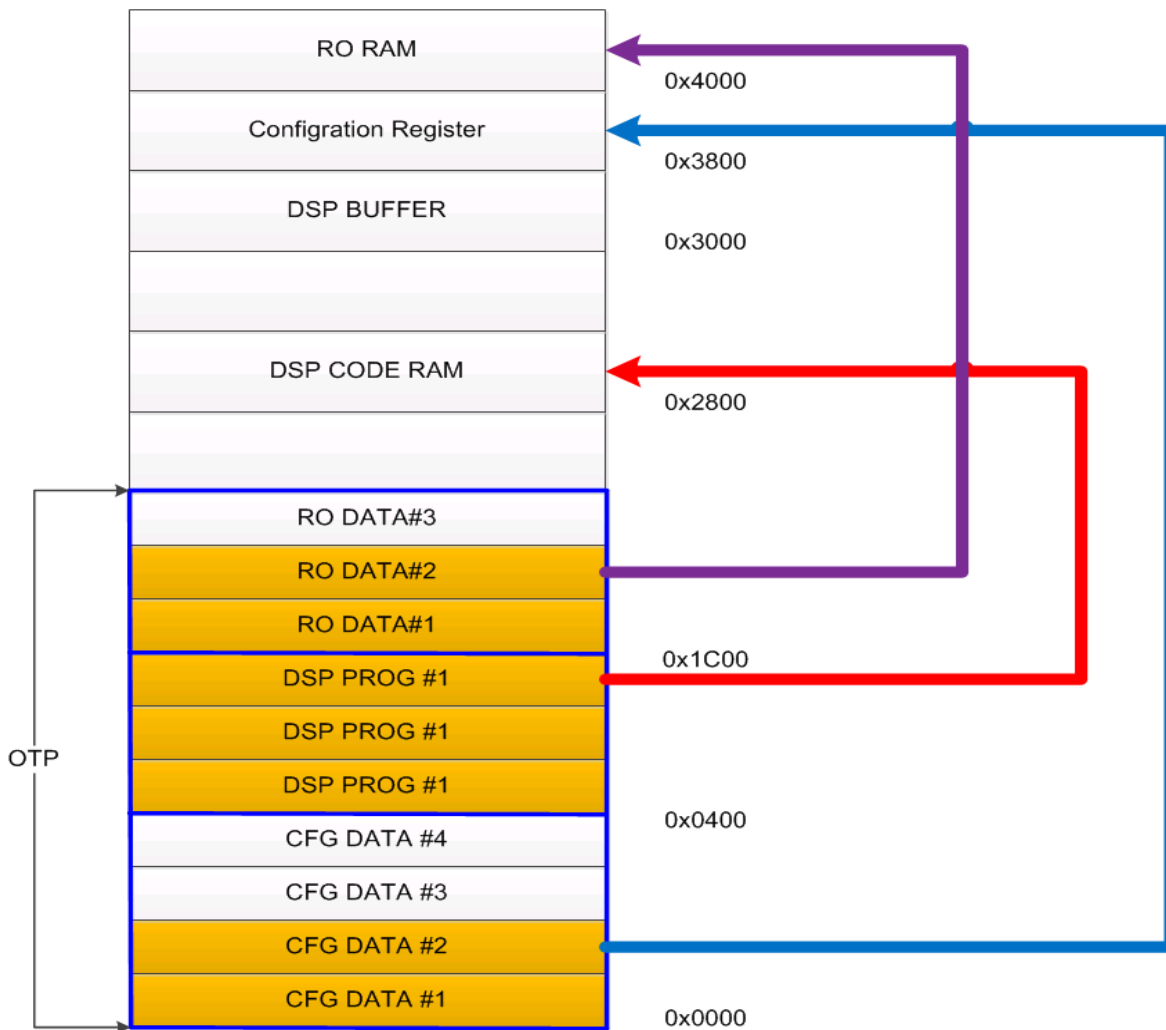 RO RAM
0x4000
Configration Register
0x3800
DSP BUFFER
0x3000
DSP CODE RAM
0x2800
RO DATA#3
RO DATA#2
RO DATA#1
0x1C00
DSP PROG #1
DSP PROG #1
OTP
DSP PROG #1
0x0400
CFG DATA #4
CFG DATA #3
CFG DATA #2
CFG DATA #1
0x0000